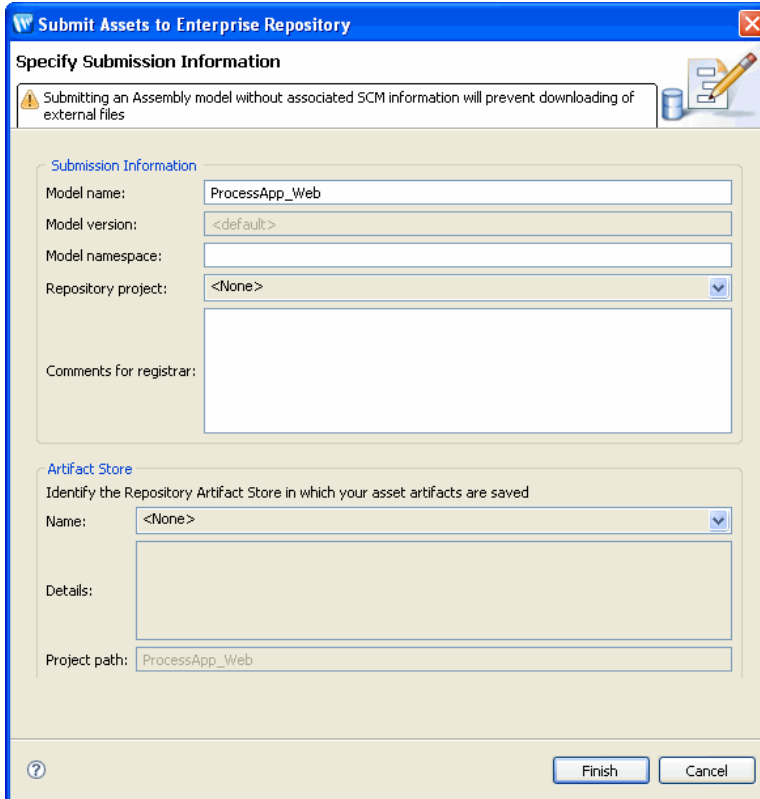 Submit Assets to Enterprise Repository
Specify Submission Information
Submitting an Assembly model without associated SCM information will prevent downloading of
external files
Submission Information
Model name: ProcessApp_Web
Model version: <default>
Model namespace:
Repository project: <None>
Comments for registrar:
Artifact Store
Identify the Repository Artifact Store in which your asset artifacts are saved
Name: <None>
Details:
Project path: ProcessApp_Web
Finish Cancel